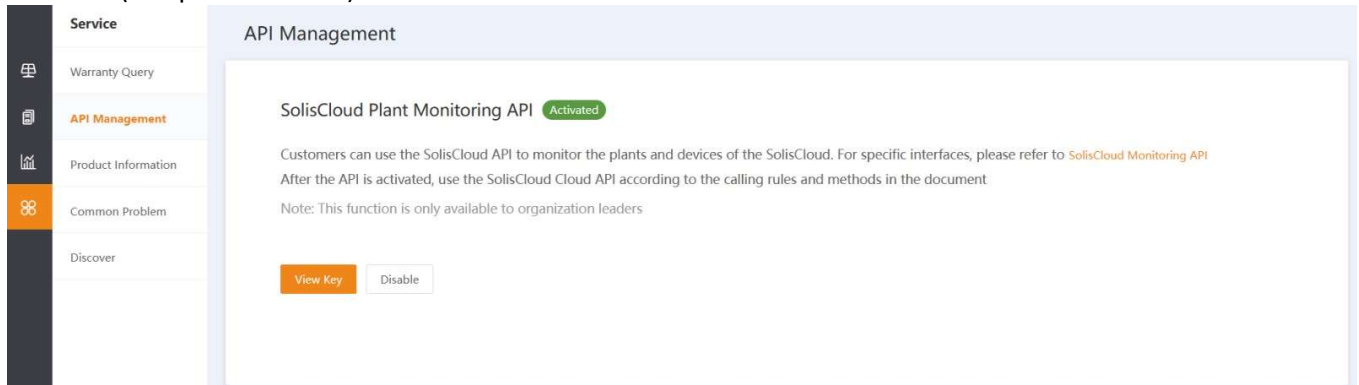 Service
API Management
Warranty Query
API Management
Product Information
Common Problem
Discover
SolisCloud Plant Monitoring API Activated
Customers can use the SolisCloud API to monitor the plants and devices of the SolisCloud. For specific interfaces, please refer to SolisCloud Monitoring API
After the API is activated, use the SolisCloud Cloud API according to the calling rules and methods in the document
Note: This function is only available to organization leaders
View Key Disable